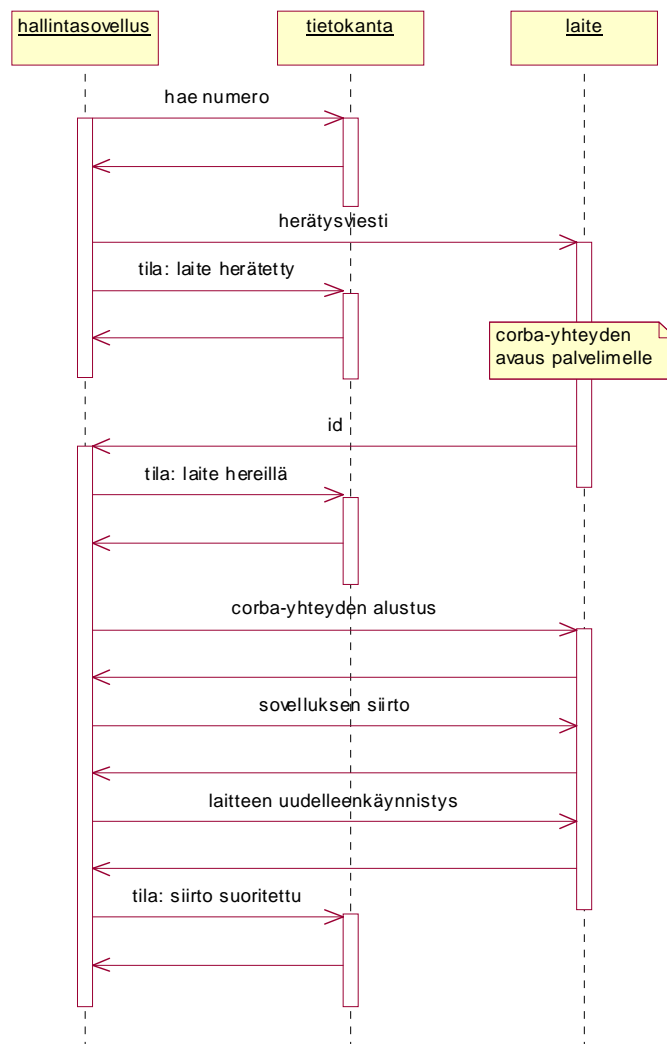 hallintasovellus
tietokanta
laite
hae numero
herätysviesti
tila: laite herätetty
corba-yhteyden
avaus palvelimelle
id
tila: laite hereillä
corba-yhteyden alustus
sovelluksen siirto
laitteen uudelleenkäynnistys
tila: siirto suoritettu